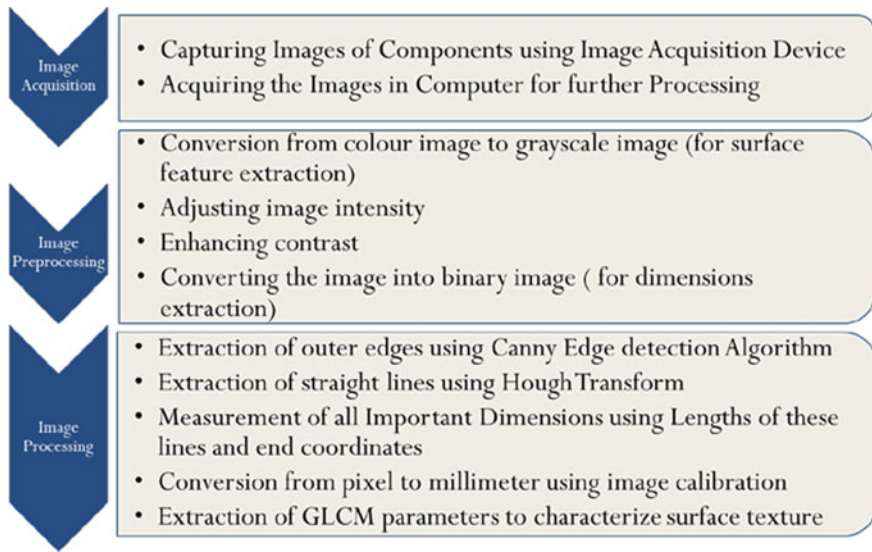 Image
Acquisition
• Capturing Images of Components using Image Acquisition Device
• Acquiring the Images in Computer for further Processing
Image
Preprocessing
• Conversion from colour image to grayscale image (for surface
feature extraction)
• Adjusting image intensity
• Enhancing contrast
• Converting the image into binary image ( for dimensions
extraction)
Image
Processing
• Extraction of outer edges using Canny Edge detection Algorithm
• Extraction of straight lines using Hough Transform
• Measurement of all Important Dimensions using Lengths of these
lines and end coordinates
• Conversion from pixel to millimeter using image calibration
• Extraction of GLCM parameters to characterize surface texture